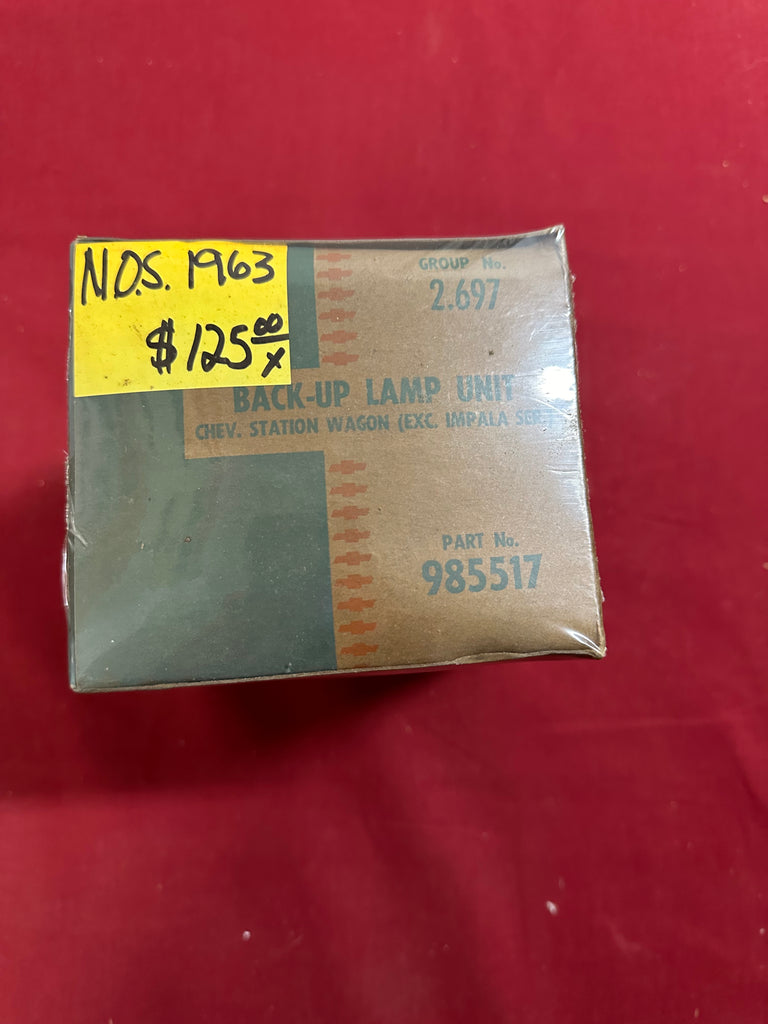 N.O.S. 1963
$125 00/x
GROUP No.
2.697
BACK-UP LAMP UNIT
CHEV. STATION WAGON (EXC. IMPALA SER.)
PART No.
985517